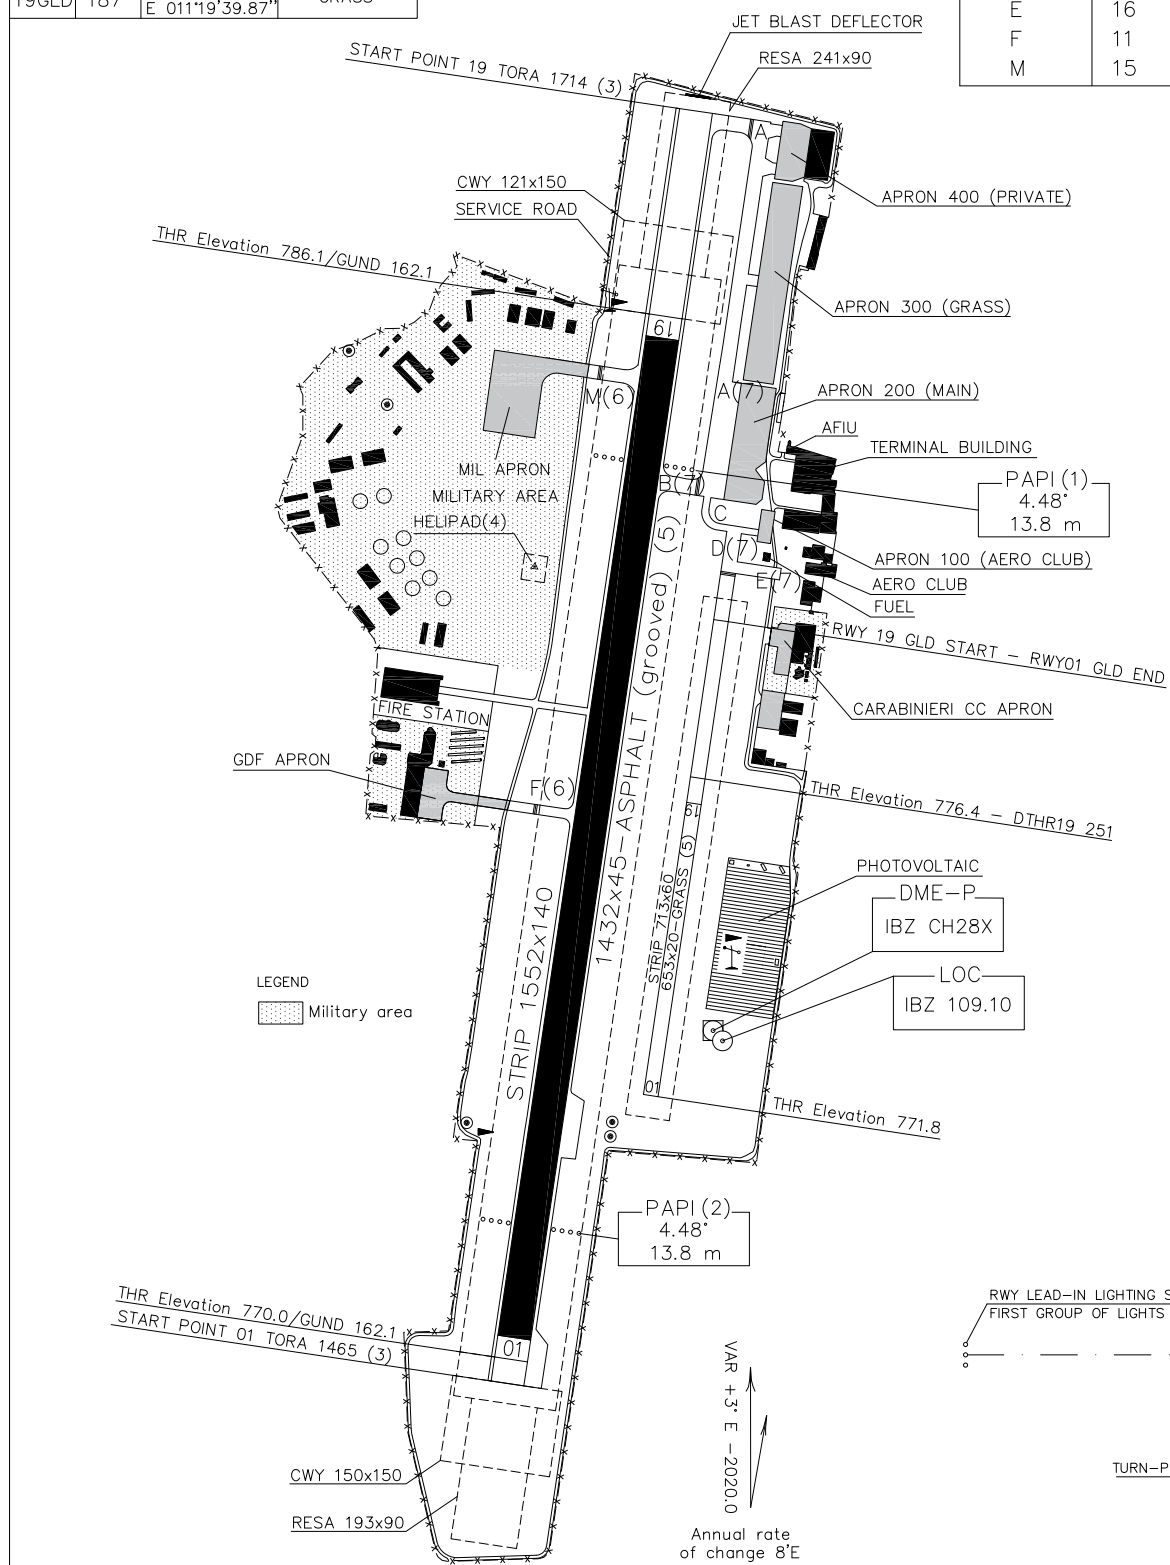 19GLD 187 E 011°19'39.87" GRASS
E 16
F 11
M 15
JET BLAST DEFLECTOR
START POINT 19 TORA 1714 (3)
RESA 241x90
A
CWY 121x150
SERVICE ROAD
APRON 400 (PRIVATE)
THR Elevation 786.1/GUND 162.1
APRON 300 (GRASS)
19
M(6)
A(7)
APRON 200 (MAIN)
AFIU
TERMINAL BUILDING
MIL APRON
MILITARY AREA
HELIPAD(4)
B(7)
PAPI (1)
4.48°
13.8 m
C
D(7)
APRON 100 (AERO CLUB)
E(7)
AERO CLUB
FUEL
RWY 19 GLD START – RWY01 GLD END
FIRE STATION
CARABINIERI CC APRON
GDF APRON
F(6)
THR Elevation 776.4 – DTHR19 251
19
1432x45–ASPHALT (grooved) (5)
STRIP 713x60
653x20–GRASS (5)
STRIP 1552x140
PHOTOVOLTAIC
DME–P
IBZ CH28X
LOC
IBZ 109.10
LEGEND
Military area
01
THR Elevation 771.8
PAPI (2)
4.48°
13.8 m
THR Elevation 770.0/GUND 162.1
START POINT 01 TORA 1465 (3)
01
RWY LEAD–IN LIGHTING S
FIRST GROUP OF LIGHTS
VAR +3° E –2020.0
CWY 150x150
RESA 193x90
TURN–P
Annual rate
of change 8'E